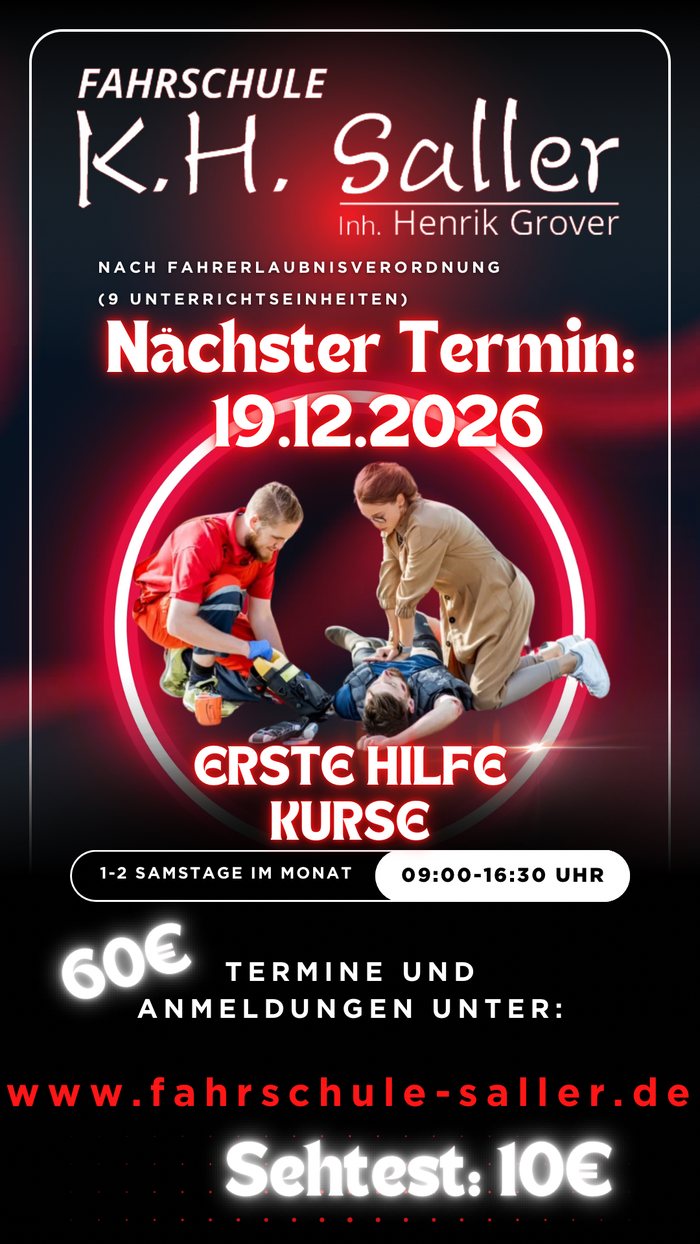 FAHRSCHULE
K.H. Saller
Inh. Henrik Grover
NACH FAHRERLAUBNISVERORDNUNG
(9 UNTERRICHTSEINHEITEN)
Nächster Termin:
19.12.2026
ERSTE HILFE
KURSE
1-2 SAMSTAGE IM MONAT 09:00-16:30 UHR
60€
TERMINE UND
ANMELDUNGEN UNTER:
www.fahrschule-saller.de
Sehtest: 10€